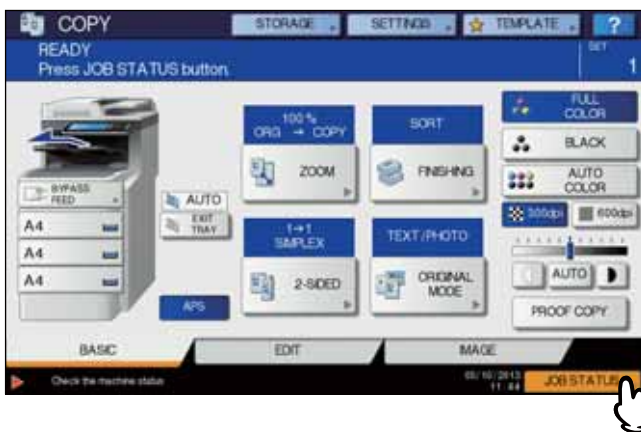 COPY
STORAGE
SETTINGS
TEMPLATE
?
READY
Press JOB STATUS button.
SET
1
100 %
ORG → COPY
ZOOM
SORT
FINISHING
FULL
COLOR
BLACK
AUTO
COLOR
300dpi
600dpi
BYPASS
FEED
AUTO
EXIT
TRAY
A4
A4
A4
1→1
SIMPLEX
2-SIDED
TEXT/PHOTO
ORIGINAL
MODE
AUTO
PROOF COPY
APS
BASIC
EDIT
IMAGE
Check the machine status
11:44
JOB STATUS